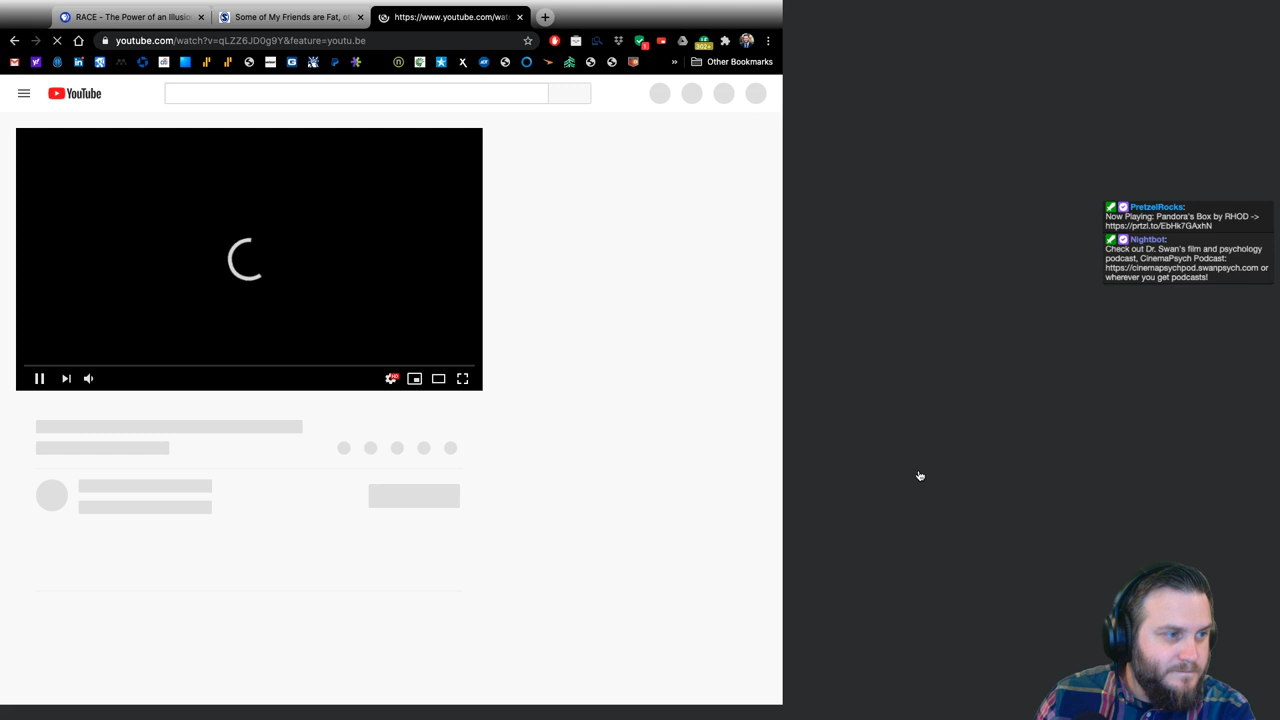 RACE - The Power of an Illusio
Some of My Friends are Fat, o
https://www.youtube.com/wat
youtube.com/watch?v=qLZZ6JD0g9Y&feature=youtu.be
Other Bookmarks
YouTube
PretzelRocks:
Now Playing: Pandora's Box by RHOD ->
https://prtzl.to/EbHk7GAxhN
Nightbot:
Check out Dr. Swan's film and psychology
podcast, CinemaPsych Podcast:
https://cinemapsychpod.swanpsych.com or
wherever you get podcasts!